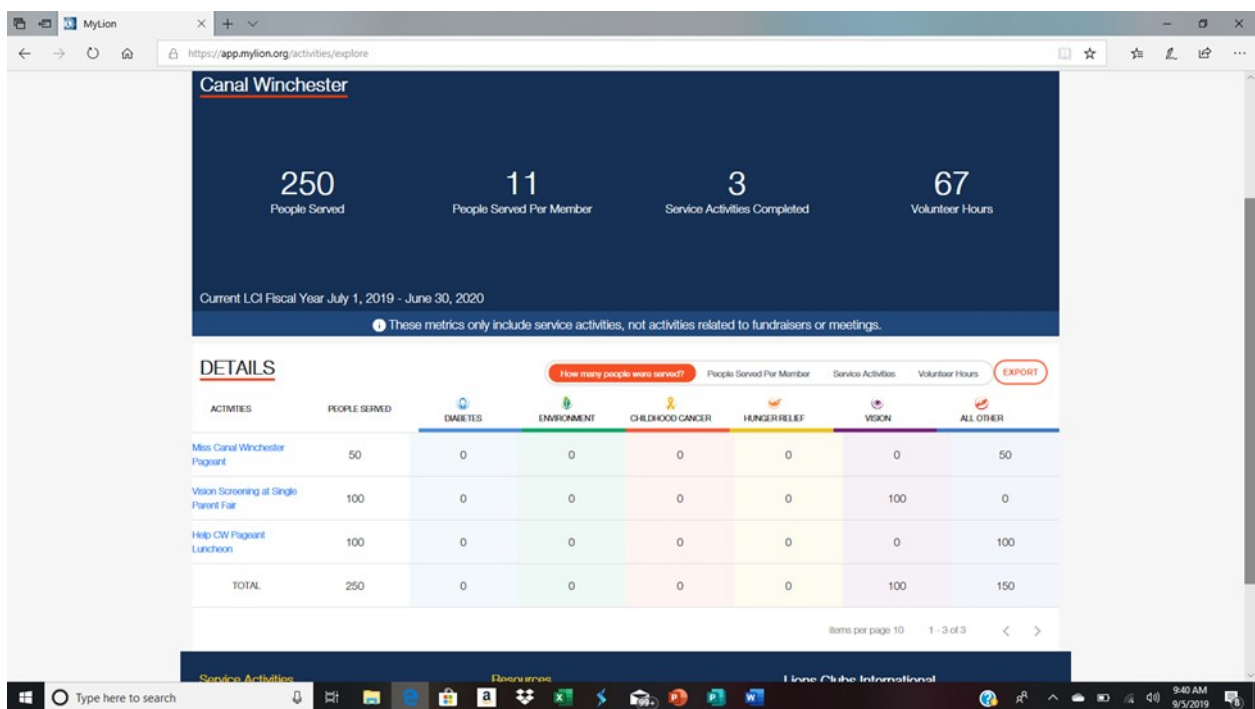 MyLion
https://app.mylion.org/activities/explore
Canal Winchester
250 11 3 67
People Served People Served Per Member Service Activities Completed Volunteer Hours
Current LCI Fiscal Year July 1, 2019 - June 30, 2020
These metrics only include service activities, not activities related to fundraisers or meetings.
DETAILS
How many people were served? People Served Per Member Service Activities Volunteer Hours EXPORT
ACTIVITIES PEOPLE SERVED DIABETES ENVIRONMENT CHILDHOOD CANCER HUNGER RELIEF VISION ALL OTHER
Miss Canal Winchester
Pageant 50 0 0 0 0 0 50
Vision Screening at Single
Parent Fair 100 0 0 0 0 100 0
Help CW Pageant
Luncheon 100 0 0 0 0 0 100
TOTAL 250 0 0 0 0 100 150
items per page 10 1 - 3 of 3
Service Activities Resources Lions Clubs International
Type here to search
99+
9:40 AM
9/5/2019